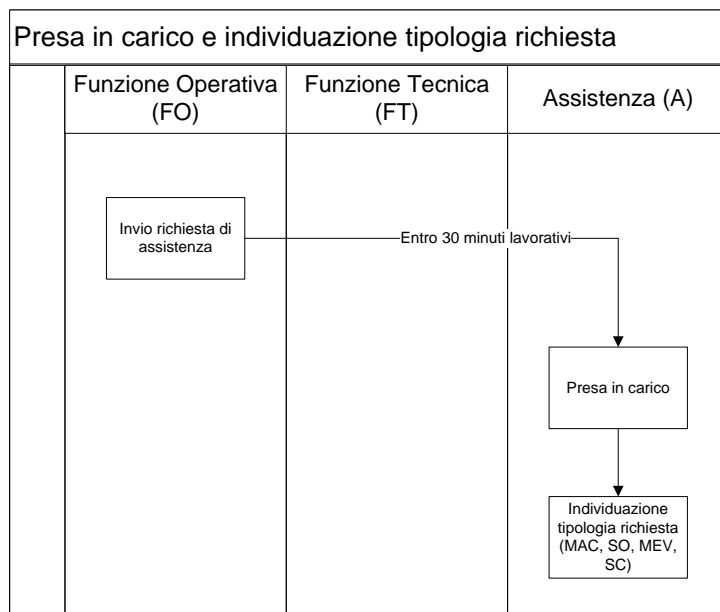 Presa in carico e individuazione tipologia richiesta
Funzione Operativa
(FO)
Funzione Tecnica
(FT)
Assistenza (A)
Invio richiesta di
assistenza
Entro 30 minuti lavorativi
Presa in carico
Individuazione
tipologia richiesta
(MAC, SO, MEV,
SC)